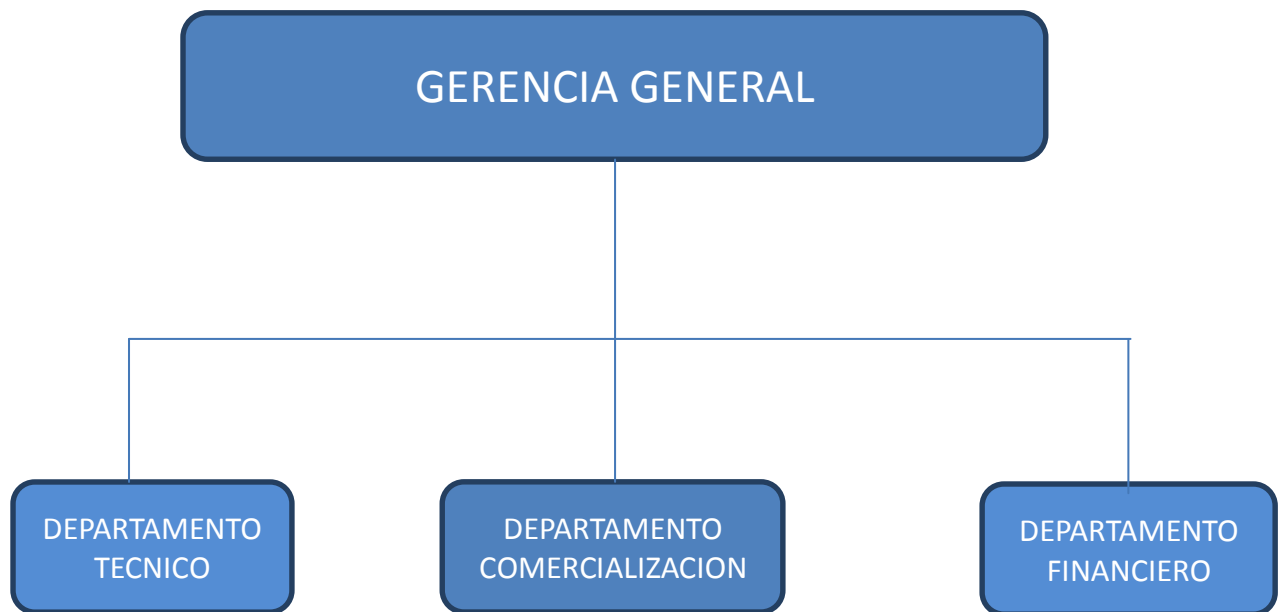 GERENCIA GENERAL
DEPARTAMENTO
TECNICO
DEPARTAMENTO
COMERCIALIZACION
DEPARTAMENTO
FINANCIERO